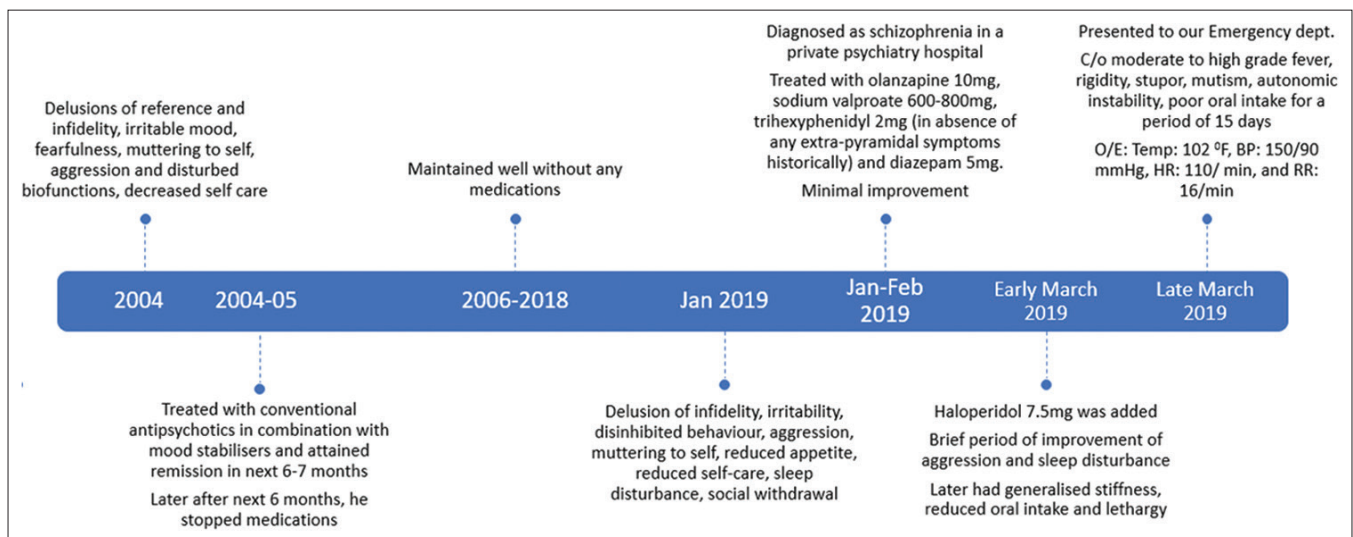 Delusions of reference and
infidelity, irritable mood,
fearfulness, muttering to self,
aggression and disturbed
biofunctions, decreased self care
Maintained well without any
medications
Diagnosed as schizophrenia in a
private psychiatry hospital
Treated with olanzapine 10mg,
sodium valproate 600-800mg,
trihexyphenidyl 2mg (in absence of
any extra-pyramidal symptoms
historically) and diazepam 5mg.
Minimal improvement
Presented to our Emergency dept.
C/o moderate to high grade fever,
rigidity, stupor, mutism, autonomic
instability, poor oral intake for a
period of 15 days
O/E: Temp: 102 ⁰F, BP: 150/90
mmHg, HR: 110/ min, and RR:
16/min
2004
2004-05
2006-2018
Jan 2019
Jan-Feb
2019
Early March
2019
Late March
2019
Treated with conventional
antipsychotics in combination with
mood stabilisers and attained
remission in next 6-7 months
Later after next 6 months, he
stopped medications
Delusion of infidelity, irritability,
disinhibited behaviour, aggression,
muttering to self, reduced appetite,
reduced self-care, sleep
disturbance, social withdrawal
Haloperidol 7.5mg was added
Brief period of improvement of
aggression and sleep disturbance
Later had generalised stiffness,
reduced oral intake and lethargy